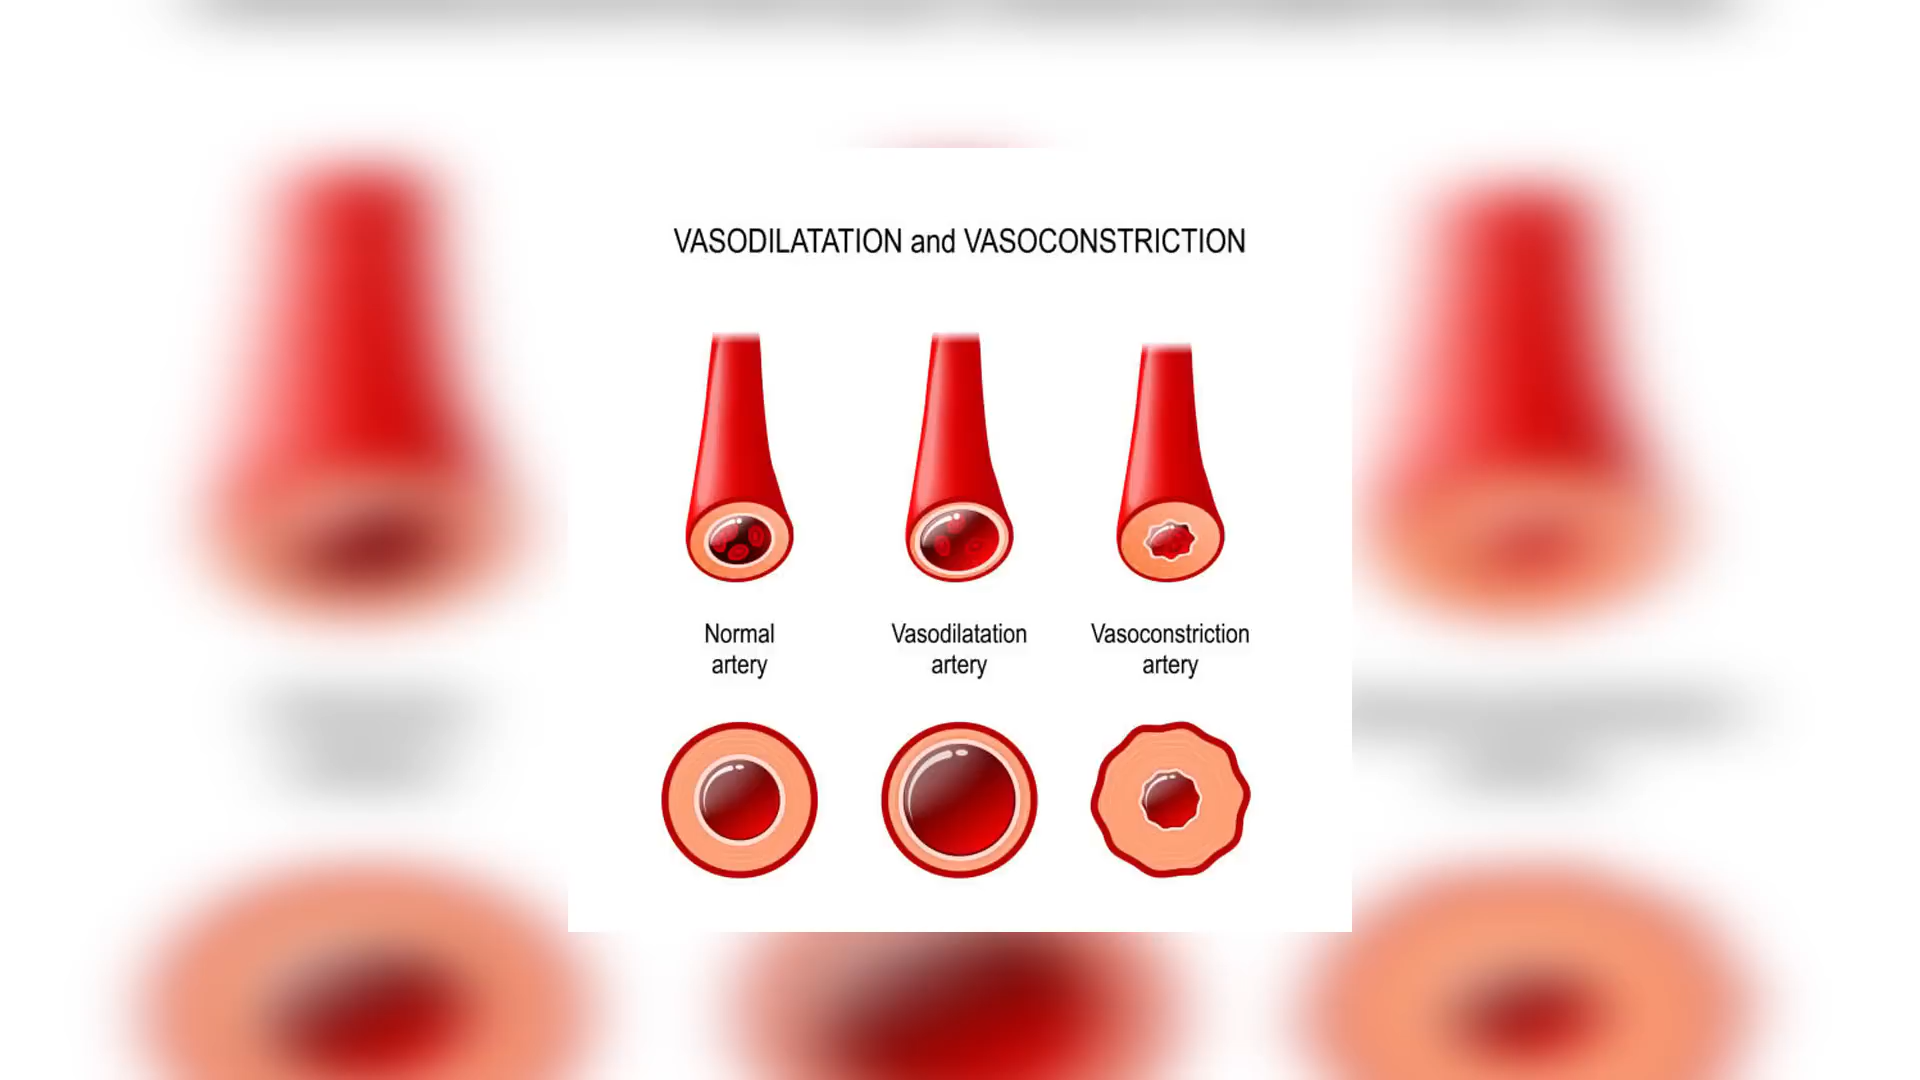 VASODILATATION and VASOCONSTRICTION
Normal
artery
Vasodilatation
artery
Vasoconstriction
artery